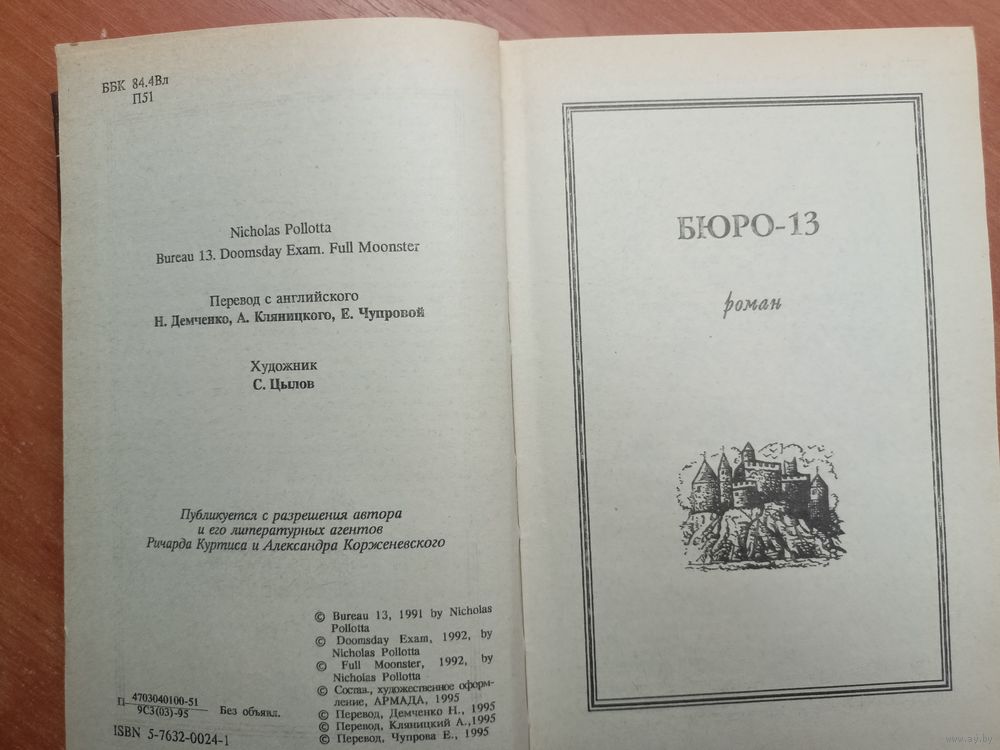 ББК 84.4Вл
П51
Nicholas Pollotta
Bureau 13. Doomsday Exam. Full Moonster
Перевод с английского
Н. Демченко, А. Кляницкого, Е. Чупровой
Художник
С. Цылов
Публикуется с разрешения автора
и его литературных агентов
Ричарда Куртиса и Александра Корженевского
© Bureau 13, 1991 by Nicholas
Pollotta
© Doomsday Exam, 1992, by
Nicholas Pollotta
© Full Moonster, 1992, by
Nicholas Pollotta
© Состав., художественное оформ-
ление, АРМАДА, 1995
© Перевод, Демченко Н., 1995
© Перевод, Кляницкий А.,1995
© Перевод, Чупрова Е., 1995
П 4703040100-51
9С3(03)-95 Без объявл.
ISBN 5-7632-0024-1
БЮРО-13
роман
www.ay.by